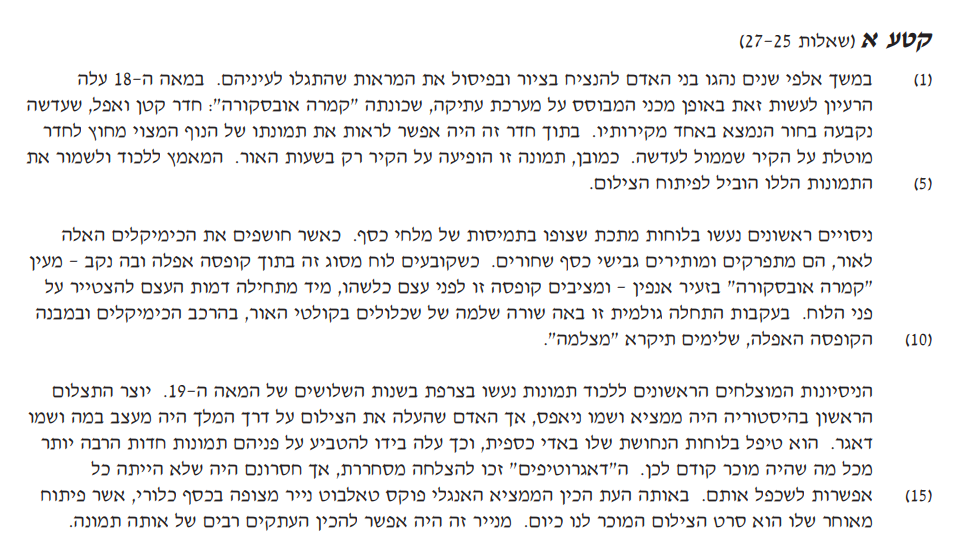 קטע א (שאלות 27-25)
(1) במשך אלפי שנים נהגו בני האדם להנציח בציור ובפיסול את המראות שהתגלו לעיניהם. במאה ה-18 עלה
הרעיון לעשות זאת באופן מכני המבוסס על מערכת עתיקה, שכונתה "קמרה אובסקורה": חדר קטן ואפל, שעדשה
נקבעה בחור הנמצא באחד מקירותיו. בתוך חדר זה היה אפשר לראות את תמונתו של הנוף המצוי מחוץ לחדר
מוטלת על הקיר שממול לעדשה. כמובן, תמונה זו הופיעה על הקיר רק בשעות האור. המאמץ ללכוד ולשמור את
(5) התמונות הללו הוביל לפיתוח הצילום.
ניסויים ראשונים נעשו בלוחות מתכת שצופו בתמיסות של מלחי כסף. כאשר חושפים את הכימיקלים האלה
לאור, הם מתפרקים ומותירים גבישי כסף שחורים. כשקובעים לוח מסוג זה בתוך קופסה אפלה ובה נקב - מעין
"קמרה אובסקורה" בזעיר אנפין - ומציבים קופסה זו לפני עצם כלשהו, מיד מתחילה דמות העצם להצטייר על
פני הלוח. בעקבות התחלה גולמית זו באה שורה שלמה של שכלולים בקולטי האור, בהרכב הכימיקלים ובמבנה
(10) הקופסה האפלה, שלימים תיקרא "מצלמה".
הניסיונות המוצלחים הראשונים ללכוד תמונות נעשו בצרפת בשנות השלושים של המאה ה-19. יוצר התצלום
הראשון בהיסטוריה היה ממציא ושמו ניאפס, אך האדם שהעלה את הצילום על דרך המלך היה מעצב במה ושמו
דאגר. הוא טיפל בלוחות הנחושת שלו באדי כספית, וכך עלה בידו להטביע על פניהם תמונות חדות הרבה יותר
מכל מה שהיה מוכר קודם לכן. ה"דאגרוטיפים" זכו להצלחה מסחררת, אך חסרונם היה שלא הייתה כל
(15) אפשרות לשכפל אותם. באותה העת הכין הממציא האנגלי פוקס טאלבוט נייר מצופה בכסף כלורי, אשר פיתוח
מאוחר שלו הוא סרט הצילום המוכר לנו כיום. מנייר זה היה אפשר להכין העתקים רבים של אותה תמונה.